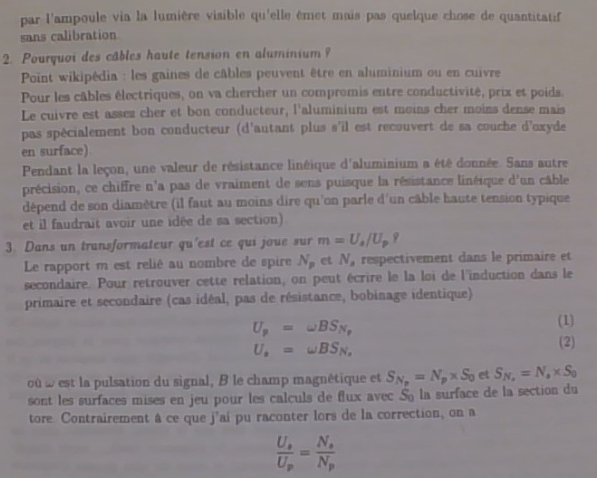 par l'ampoule via la lumière visible qu'elle émet mais pas quelque chose de quantitatif
sans calibration.
2. Pourquoi des câbles haute tension en aluminium ?
Point wikipédia : les gaines de câbles peuvent être en aluminium ou en cuivre
Pour les câbles électriques, on va chercher un compromis entre conductivité, prix et poids.
Le cuivre est assez cher et bon conducteur, l'aluminium est moins cher moins dense mais
pas spécialement bon conducteur (d'autant plus s'il est recouvert de sa couche d'oxyde
en surface).
Pendant la leçon, une valeur de résistance linéique d'aluminium a été donnée. Sans autre
précision, ce chiffre n'a pas de vraiment de sens puisque la résistance linéique d'un câble
dépend de son diamètre (il faut au moins dire qu'on parle d'un câble haute tension typique
et il faudrait avoir une idée de sa section).
3. Dans un transformateur qu'est ce qui joue sur m = U_s/U_p ?
Le rapport m est relié au nombre de spire N_p et N_s respectivement dans le primaire et
secondaire. Pour retrouver cette relation, on peut écrire le la loi de l'induction dans le
primaire et secondaire (cas idéal, pas de résistance, bobinage identique)
U_p = ωBS_{N_p} (1)
U_s = ωBS_{N_s} (2)
où ω est la pulsation du signal, B le champ magnétique et S_{N_p} = N_p × S_0 et S_{N_s} = N_s × S_0
sont les surfaces mises en jeu pour les calculs de flux avec S_0 la surface de la section du
tore. Contrairement à ce que j'ai pu raconter lors de la correction, on a
U_s/U_p = N_s/N_p